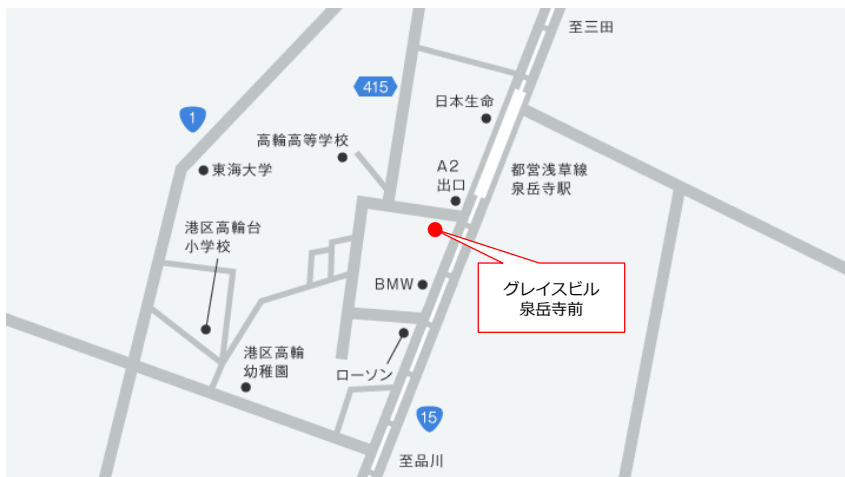 至三田
415
日本生命
1
高輪高等学校
A2
出口
東海大学
都営浅草線
泉岳寺駅
港区高輪台
小学校
BMW
グレイスビル
泉岳寺前
港区高輪
幼稚園
ローソン
15
至品川